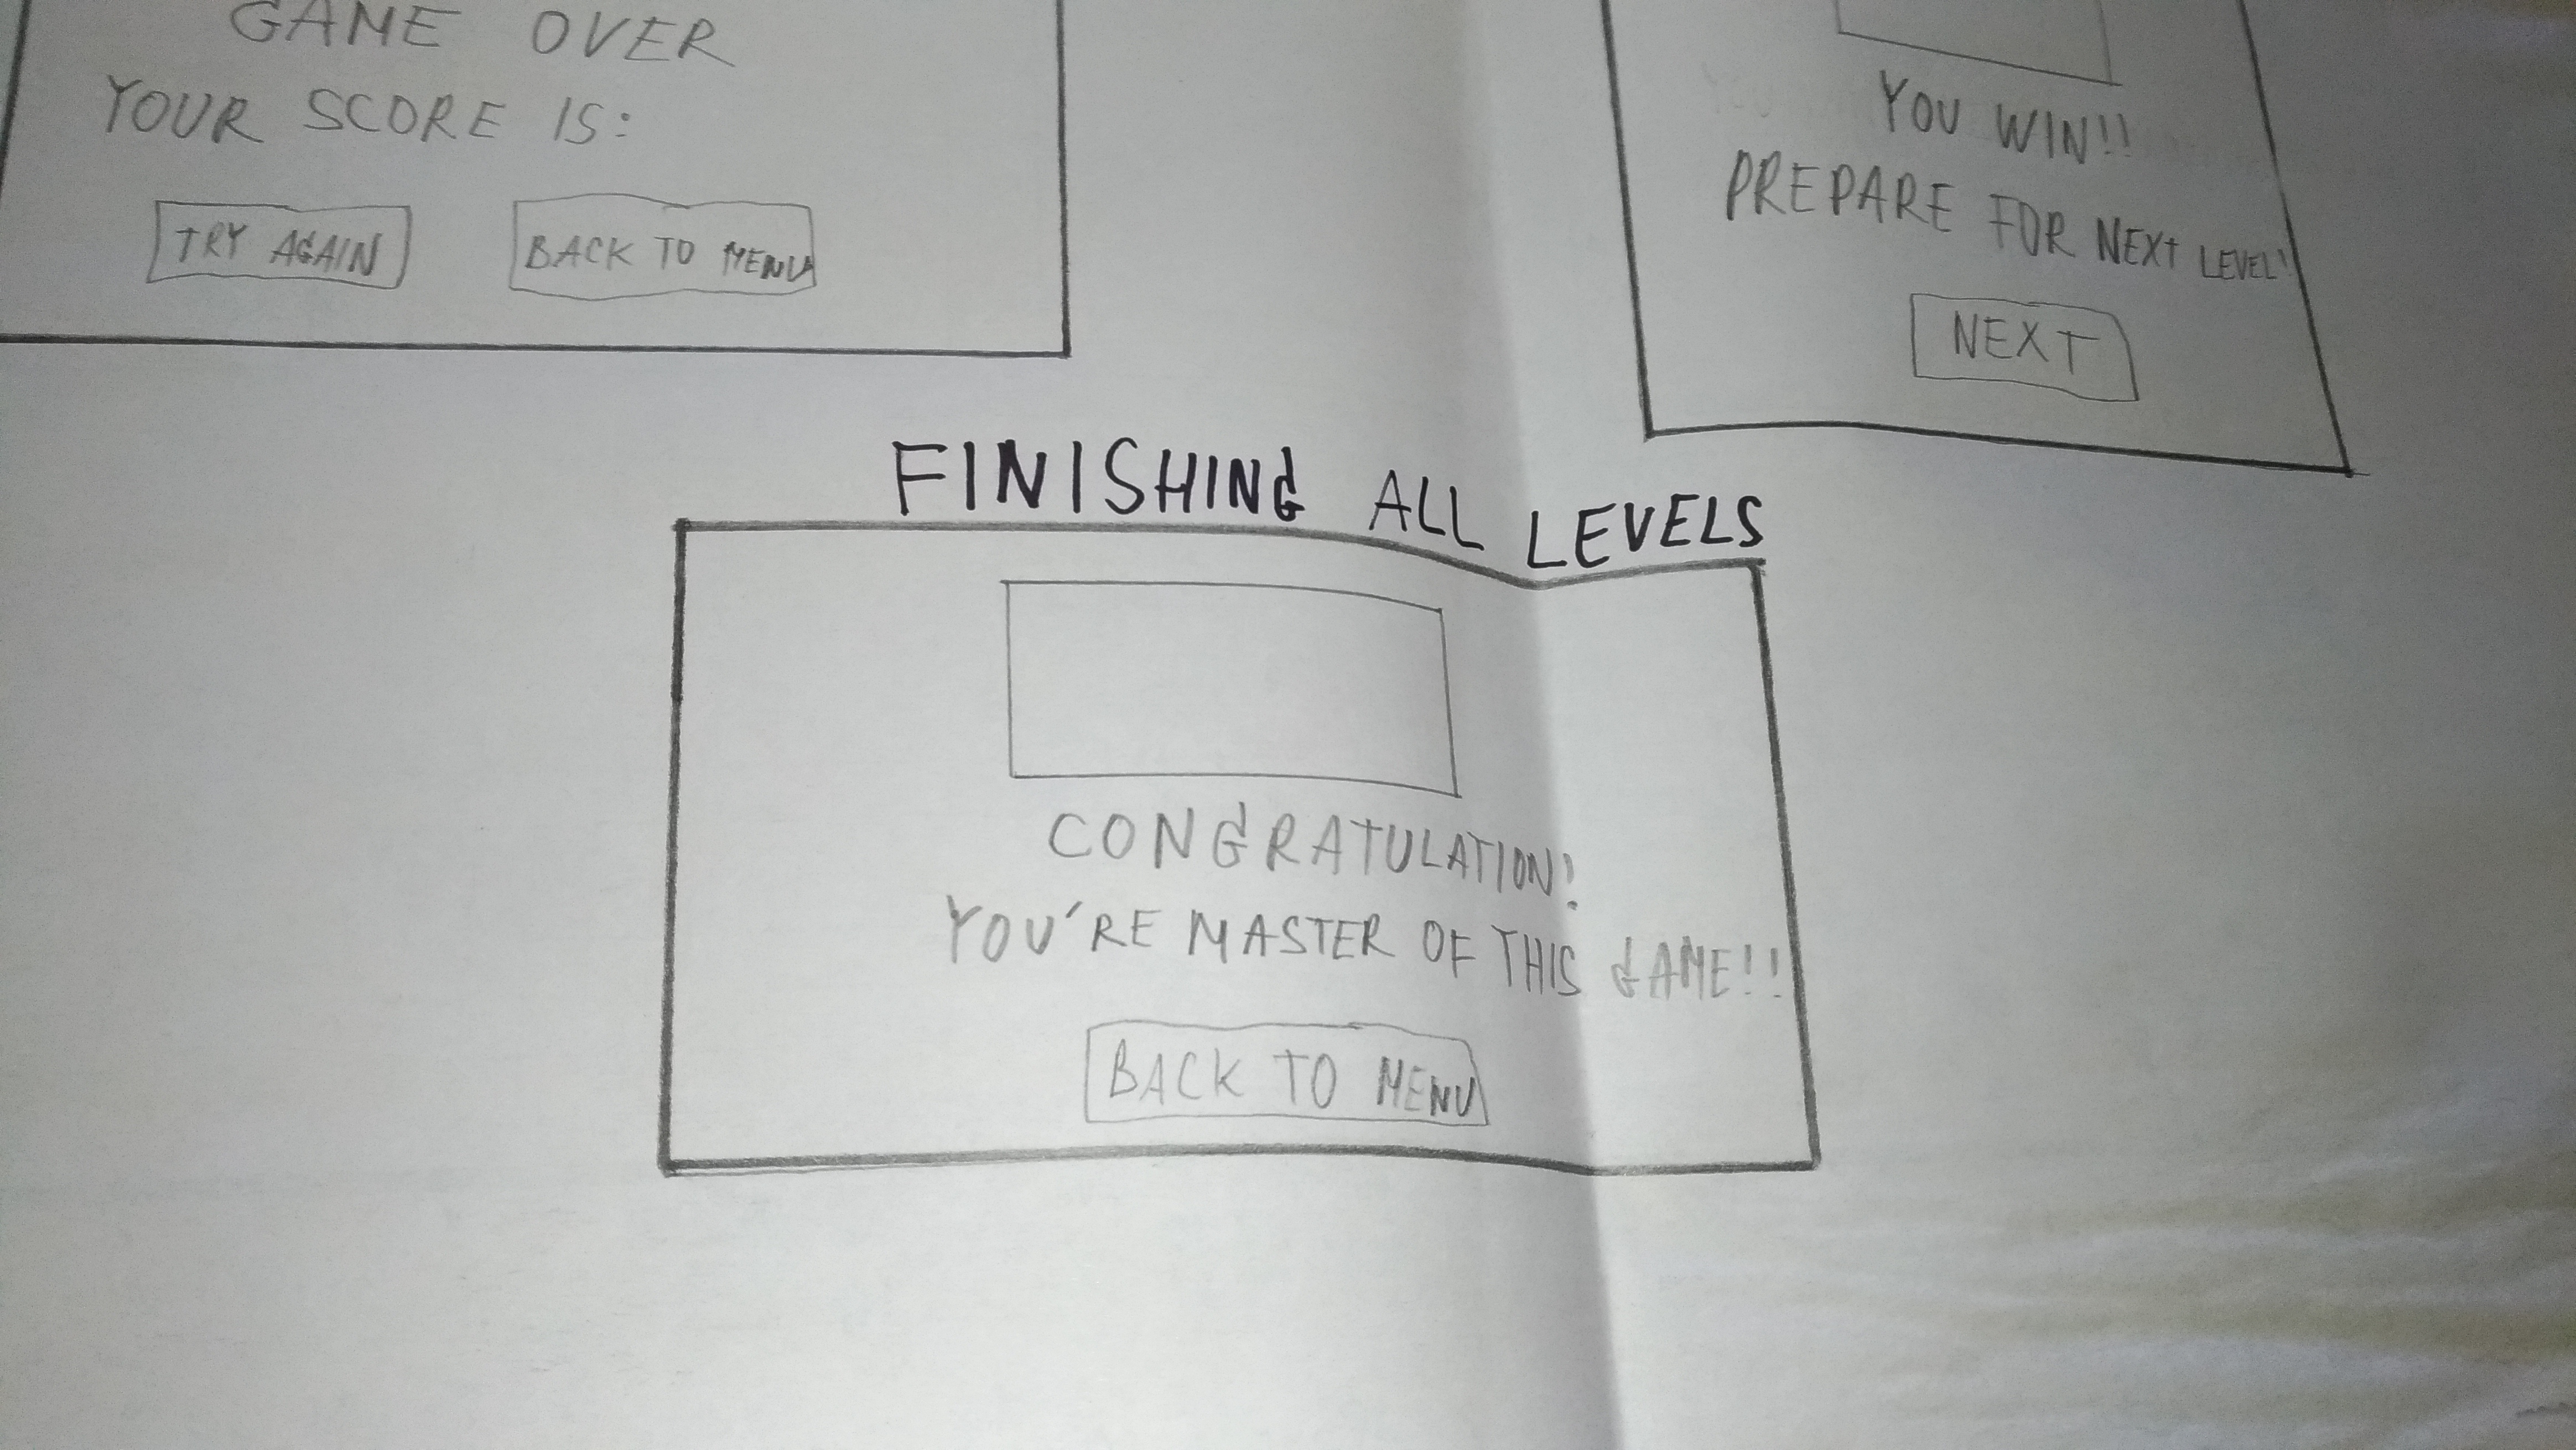 GAME OVER
YOUR SCORE IS:
TRY AGAIN
BACK TO MENU
YOU WIN!!
PREPARE FOR NEXT LEVEL!
NEXT
FINISHING ALL LEVELS
CONGRATULATION!
YOU'RE MASTER OF THIS GAME!!
BACK TO MENU